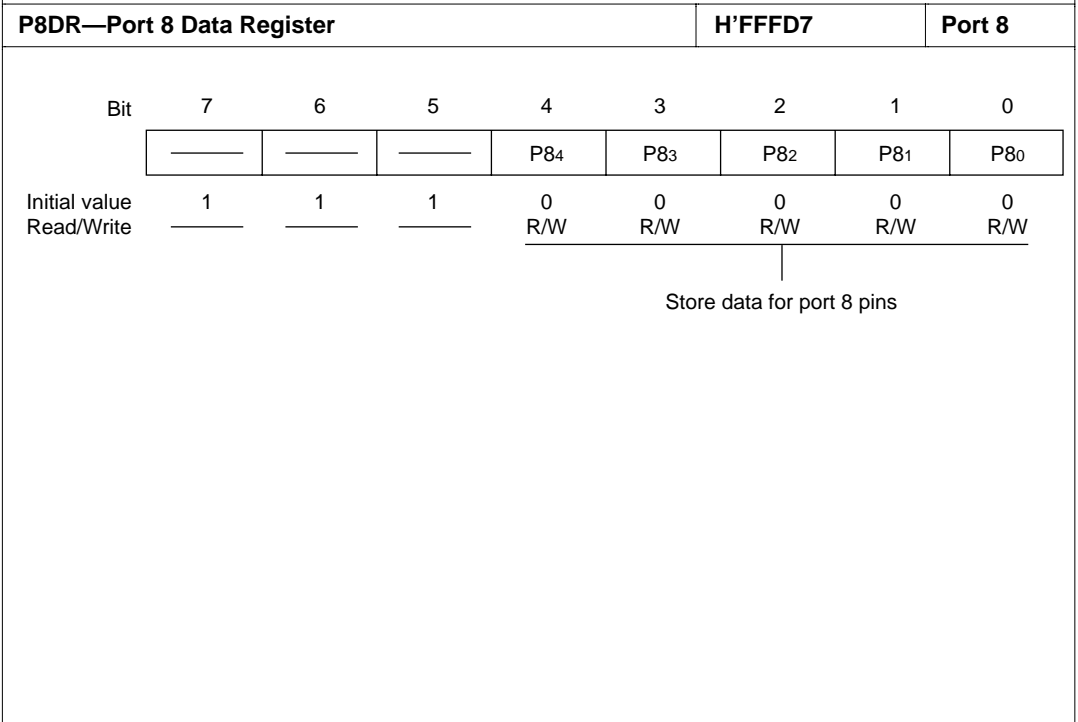 P8DR—Port 8 Data Register H'FFFD7 Port 8
Bit 7 6 5 4 3 2 1 0
—— —— —— P84 P83 P82 P81 P80
Initial value 1 1 1 0 0 0 0 0
Read/Write —— —— —— R/W R/W R/W R/W R/W
Store data for port 8 pins